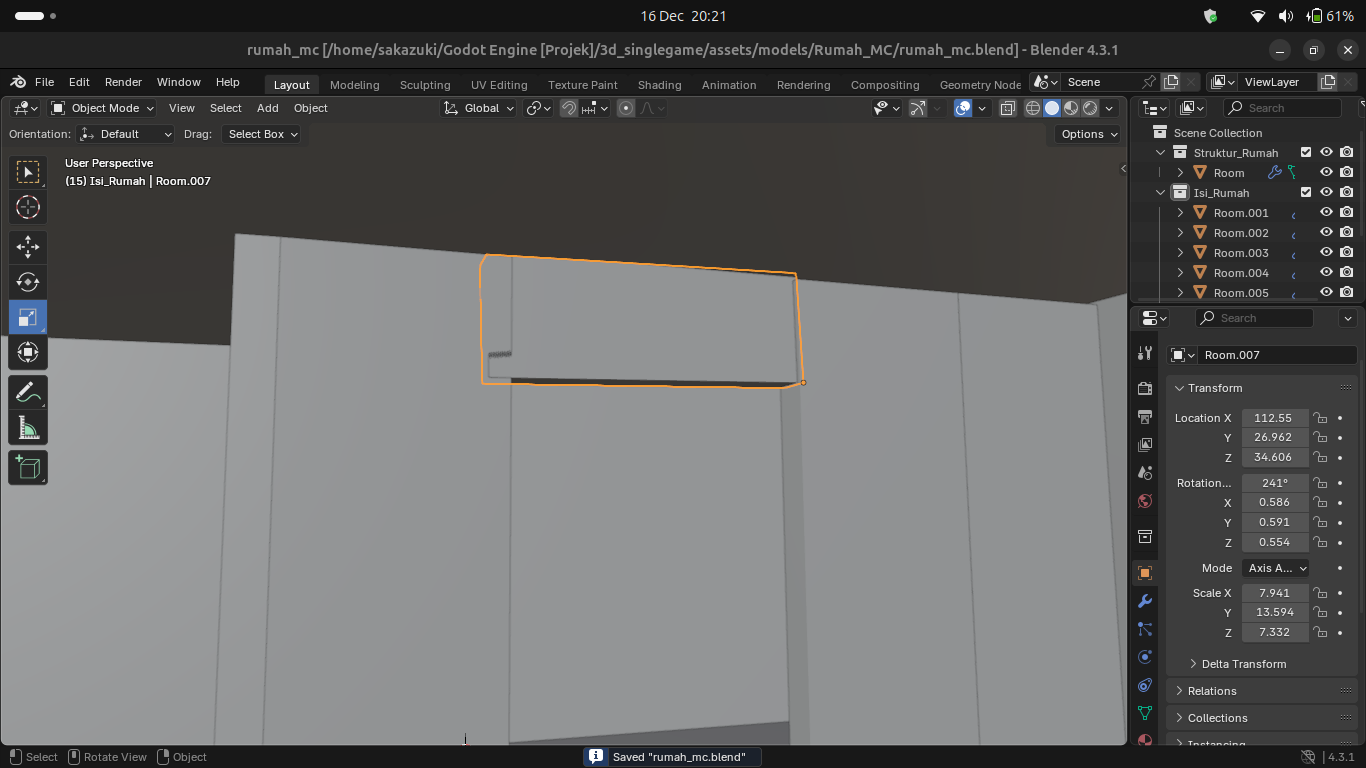 16 Dec 20:21
61%
rumah_mc [/home/sakazuki/Godot Engine [Projek]/3d_singlegame/assets/models/Rumah_MC/rumah_mc.blend] - Blender 4.3.1
File Edit Render Window Help Layout Modeling Sculpting UV Editing Texture Paint Shading Animation Rendering Compositing Geometry Node Scene ViewLayer
Object Mode View Select Add Object Global Search
Orientation: Default Drag: Select Box Options
User Perspective
(15) Isi_Rumah | Room.007
Scene Collection
Struktur_Rumah
Room
Isi_Rumah
Room.001
Room.002
Room.003
Room.004
Room.005
Search
Room.007
Transform
Location X 112.55
Y 26.962
Z 34.606
Rotation... 241°
X 0.586
Y 0.591
Z 0.554
Mode Axis A...
Scale X 7.941
Y 13.594
Z 7.332
Delta Transform
Relations
Collections
Instancing
Select Rotate View Object Saved "rumah_mc.blend" 4.3.1